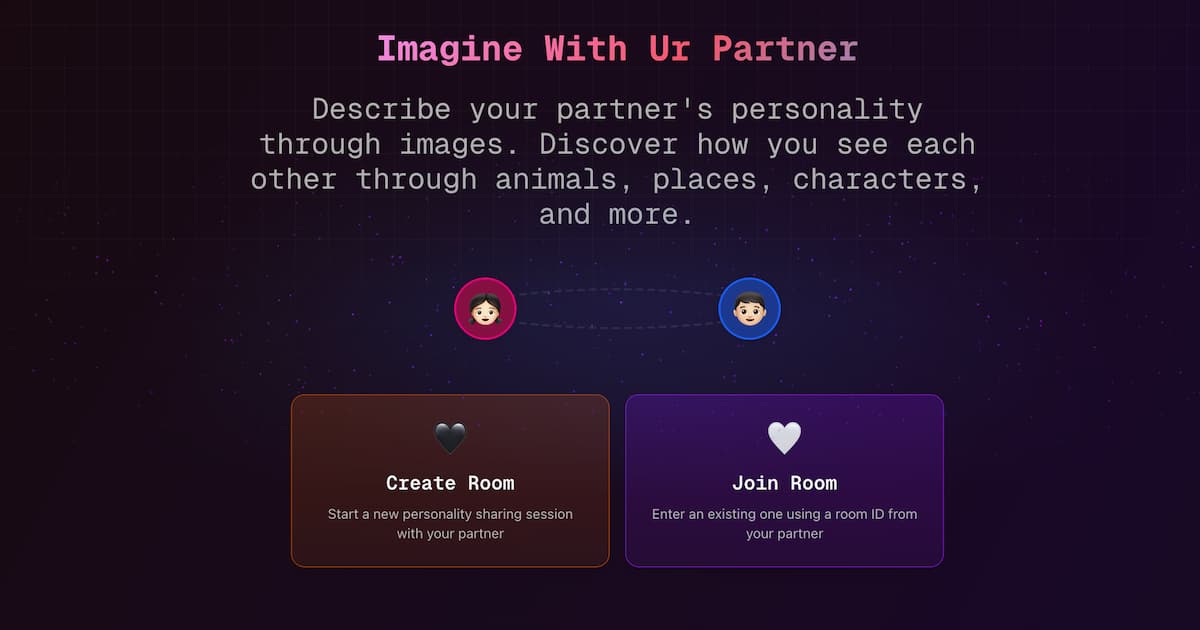 Imagine With Ur Partner
Describe your partner's personality
through images. Discover how you see each
other through animals, places, characters,
and more.
Create Room
Start a new personality sharing session
with your partner
Join Room
Enter an existing one using a room ID from
your partner